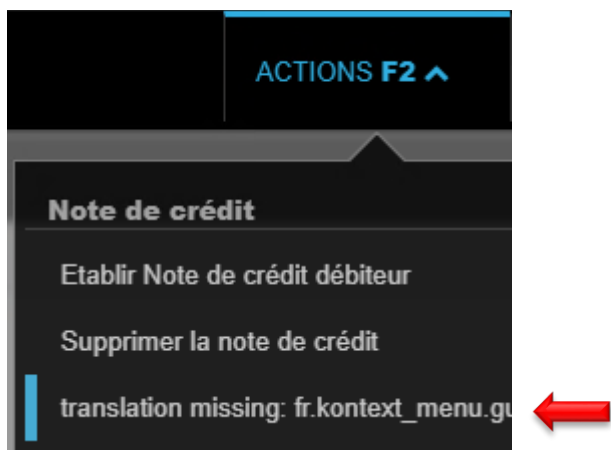 ACTIONS F2
Note de crédit
Etablir Note de crédit débiteur
Supprimer la note de crédit
translation missing: fr.kontext_menu.gu